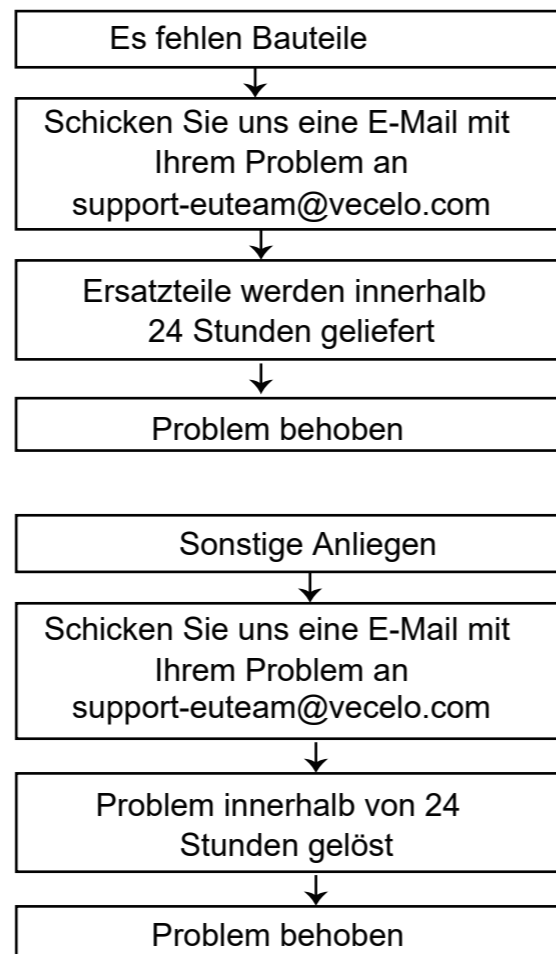 Es fehlen Bauteile
Schicken Sie uns eine E-Mail mit
Ihrem Problem an
support-euteam@vecelo.com
Ersatzteile werden innerhalb
24 Stunden geliefert
Problem behoben
Sonstige Anliegen
Schicken Sie uns eine E-Mail mit
Ihrem Problem an
support-euteam@vecelo.com
Problem innerhalb von 24
Stunden gelöst
Problem behoben